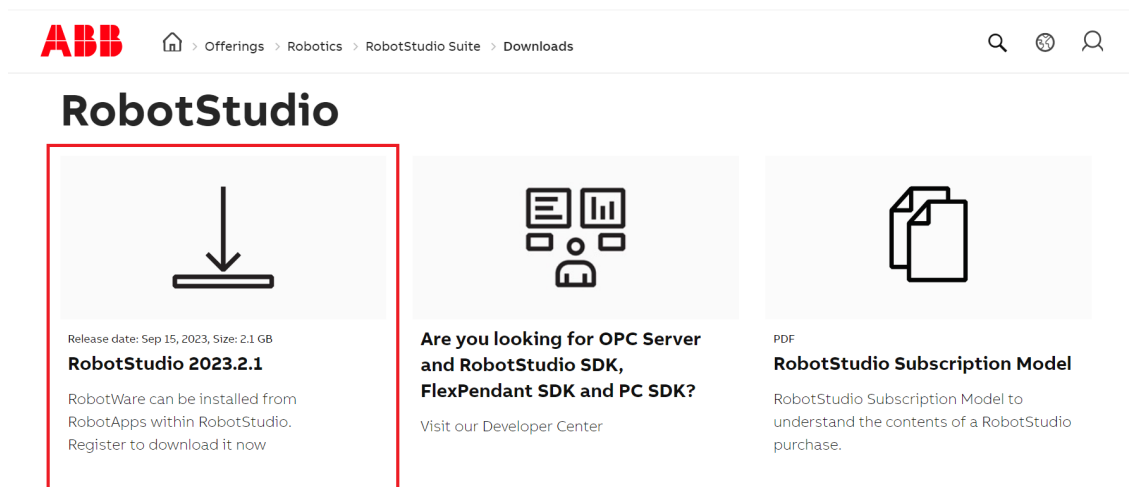 ABB
Offerings > Robotics > RobotStudio Suite > Downloads
RobotStudio
Release date: Sep 15, 2023, Size: 2.1 GB
RobotStudio 2023.2.1
RobotWare can be installed from
RobotApps within RobotStudio.
Register to download it now
Are you looking for OPC Server
and RobotStudio SDK,
FlexPendant SDK and PC SDK?
Visit our Developer Center
PDF
RobotStudio Subscription Model
RobotStudio Subscription Model to
understand the contents of a RobotStudio
purchase.